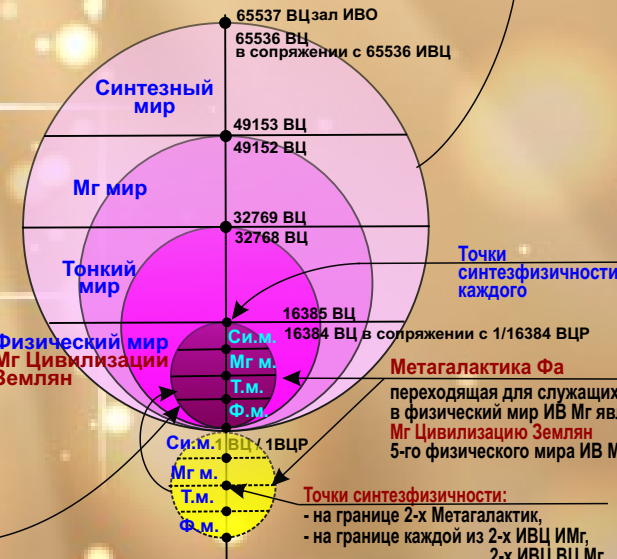 65537 ВЦ зал ИВО
65536 ВЦ
в сопряжении с 65536 ИВЦ
Синтезный
мир
49153 ВЦ
49152 ВЦ
Мг мир
32769 ВЦ
32768 ВЦ
Тонкий
мир
Точки
синтезфизичности
каждого
16385 ВЦ
16384 ВЦ в сопряжении с 1/16384 ВЦР
Физический мир
Мг Цивилизации
Землян
Си.м.
Мг м.
Т.м.
Ф.м.
Метагалактика Фа
переходящая для служащих
в физический мир ИВ Мг
Мг Цивилизацию Землян
5-го физического мира ИВ
Си.м. 1 ВЦ / 1ВЦР
Мг м.
Т.м.
Ф.м.
Точки синтезфизичности:
- на границе 2-х Метагалактик,
- на границе каждой из 2-х ИВЦ ИМг,
2-х ИВЦ ВЦ Мг